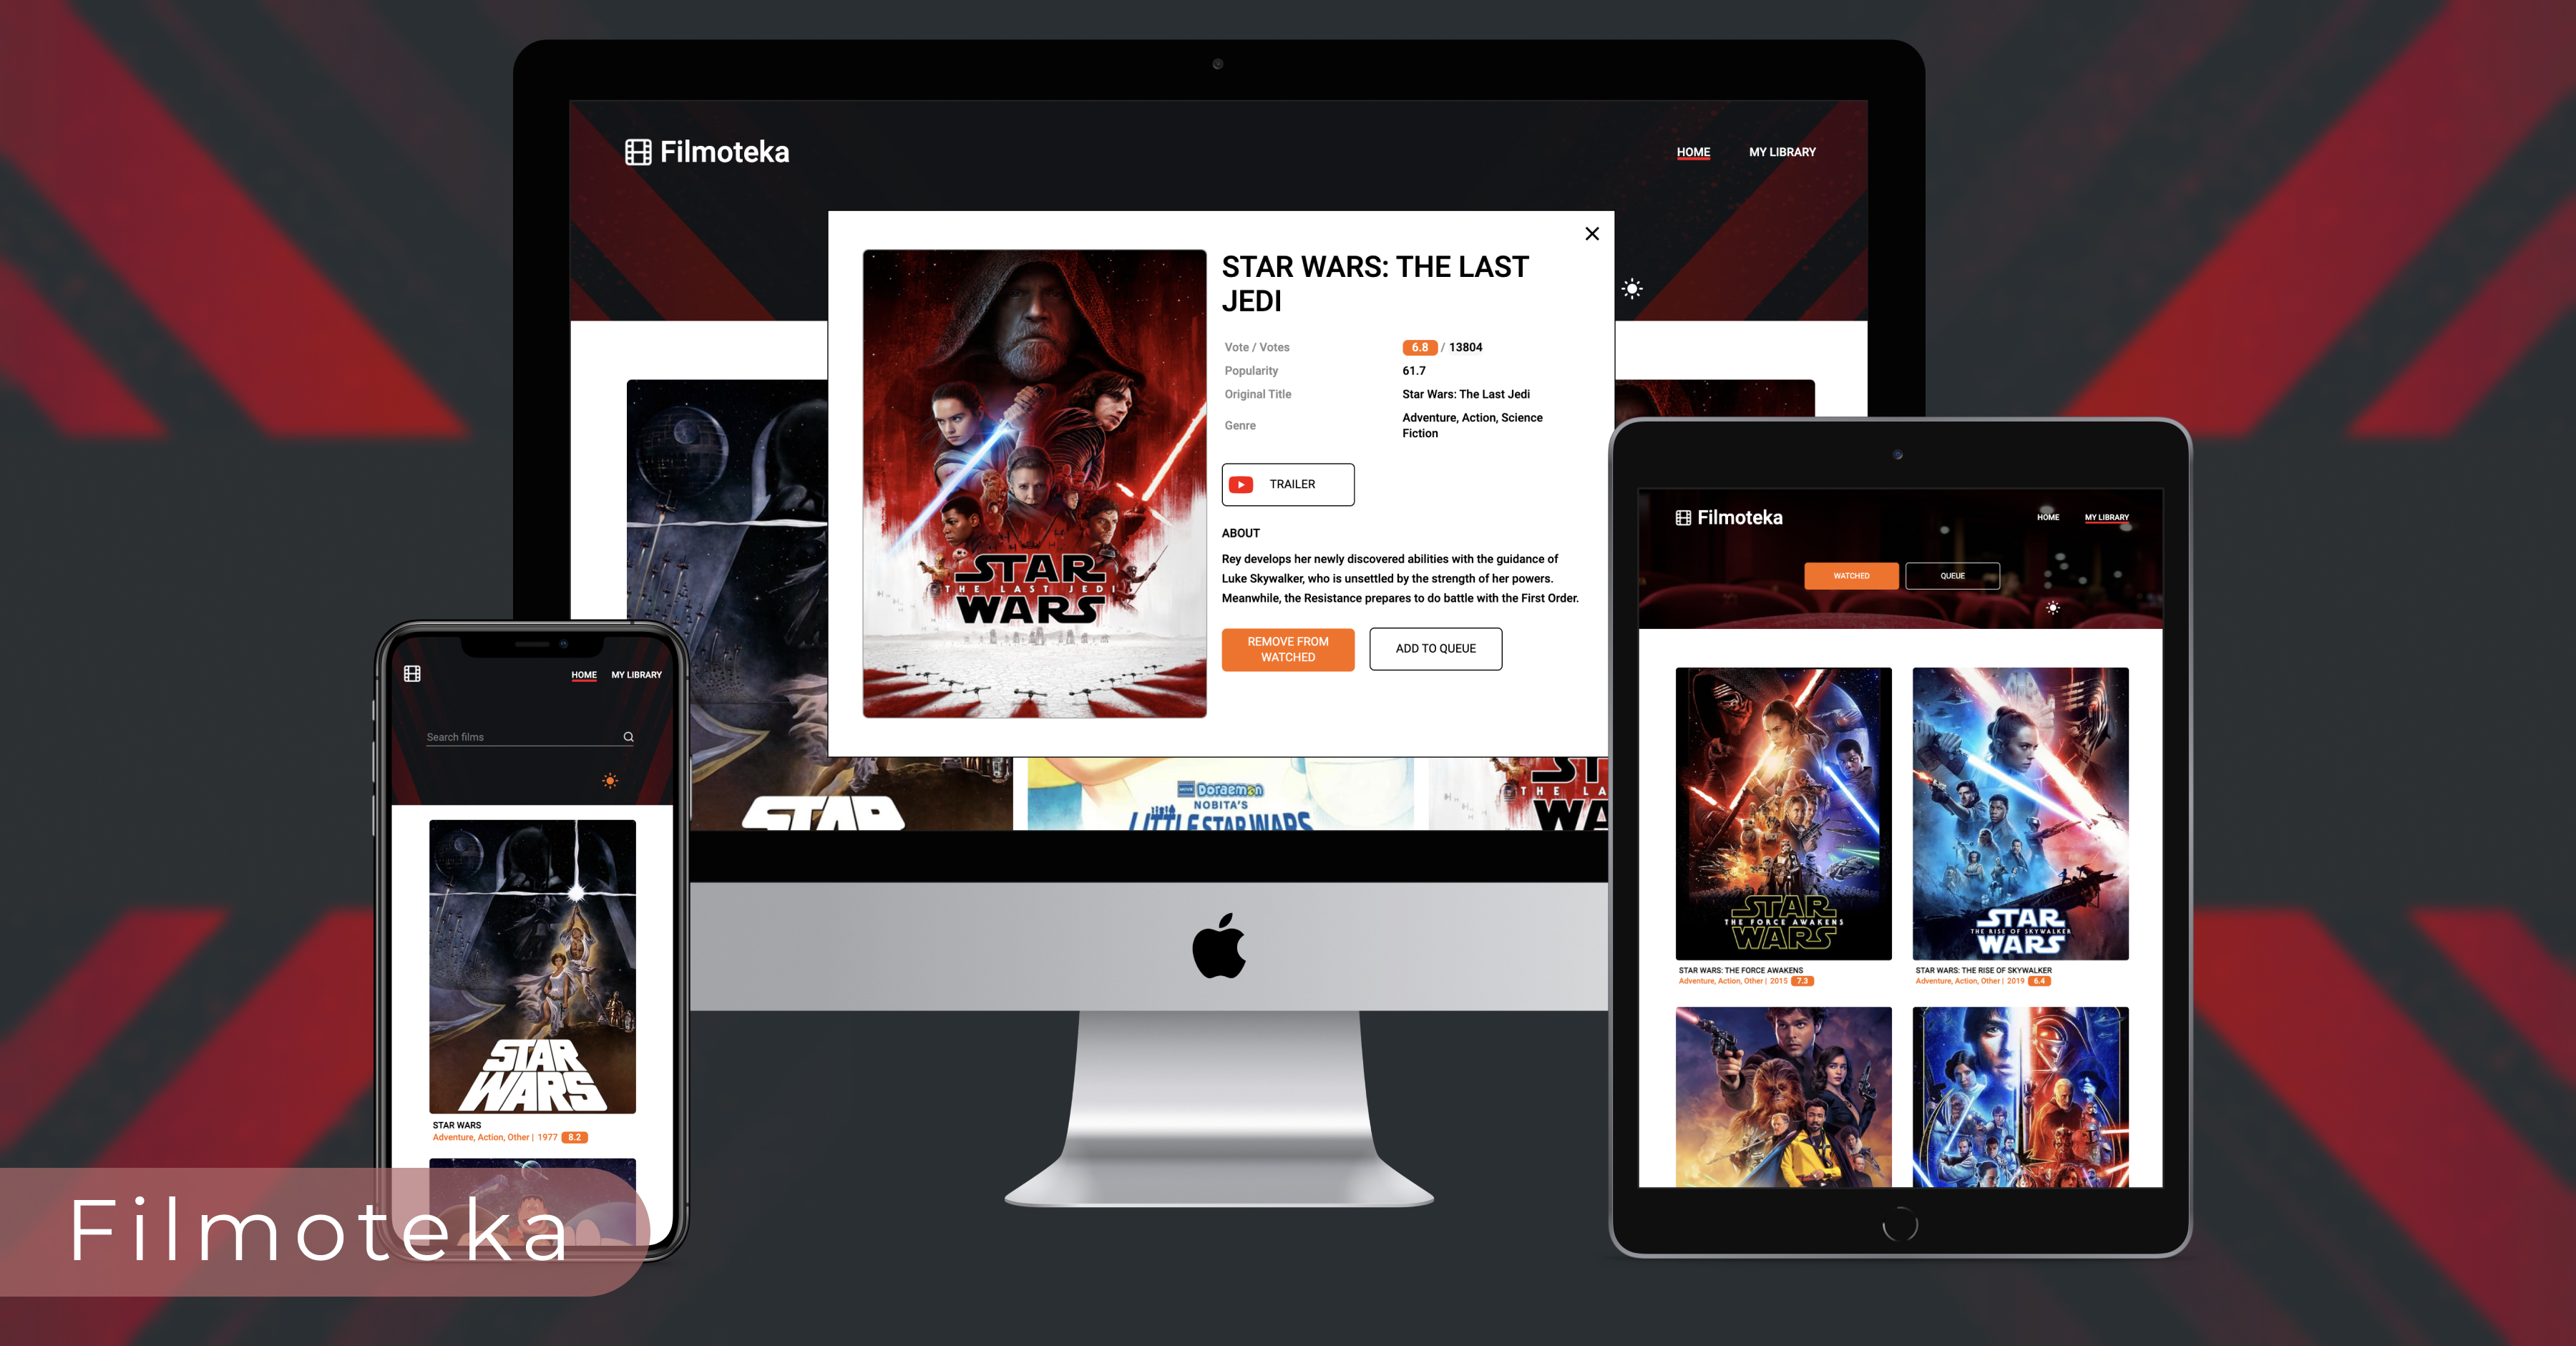 Filmoteka
HOME
MY LIBRARY
STAR WARS: THE LAST
JEDI
Vote / Votes
6.8 / 13804
Popularity
61.7
Original Title
Star Wars: The Last Jedi
Genre
Adventure, Action, Science
Fiction
TRAILER
ABOUT
Rey develops her newly discovered abilities with the guidance of
Luke Skywalker, who is unsettled by the strength of her powers.
Meanwhile, the Resistance prepares to do battle with the First Order.
REMOVE FROM
WATCHED
ADD TO QUEUE
STAR
THE LAST JEDI
WARS
STAR
Doraemon
NOBITA'S
LITTLE STAR WARS
ST
THE LA
WA
HOME
MY LIBRARY
Search films
STAR
WARS
STAR WARS
Adventure, Action, Other | 1977 8.2
Filmoteka
HOME
MY LIBRARY
WATCHED
QUEUE
STAR
THE FORCE AWAKENS
WARS
STAR WARS: THE FORCE AWAKENS
Adventure, Action, Other | 2015 7.3
STAR
THE RISE OF SKYWALKER
WARS
STAR WARS: THE RISE OF SKYWALKER
Adventure, Action, Other | 2019 6.4
Filmoteka